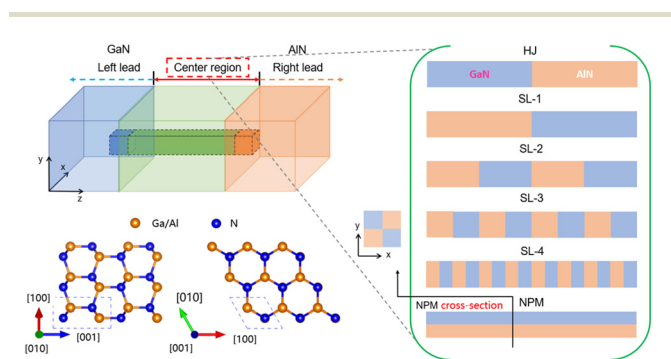 GaN
AlN
Left lead
Center region
Right lead
y
x
z
Ga/Al
N
[100]
[001]
[010]
[010]
[100]
[001]
HJ
GaN
AlN
SL-1
SL-2
SL-3
SL-4
y
x
NPM cross-section
NPM